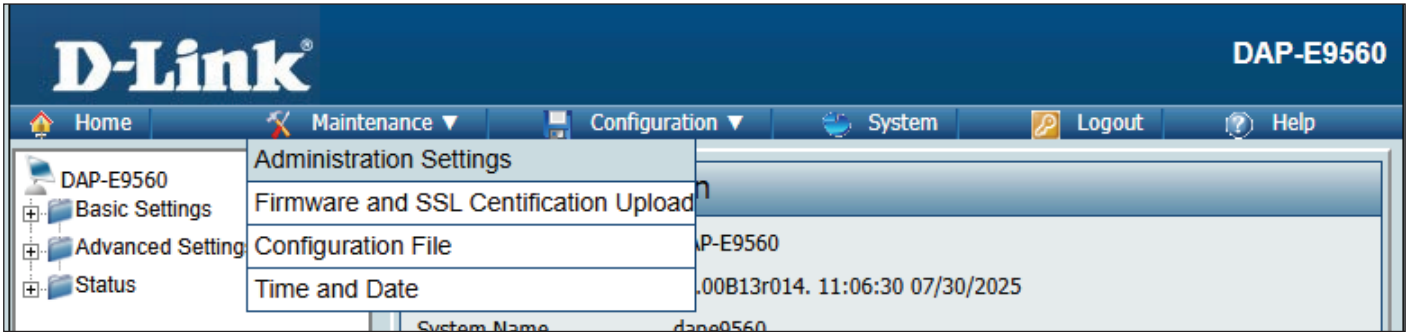 D-Link®
DAP-E9560
Home Maintenance ▼ Configuration ▼ System Logout Help
DAP-E9560
Basic Settings
Advanced Setting
Status
Administration Settings
Firmware and SSL Centification Upload
Configuration File
Time and Date
n
AP-E9560
.00B13r014. 11:06:30 07/30/2025
System Name dape9560